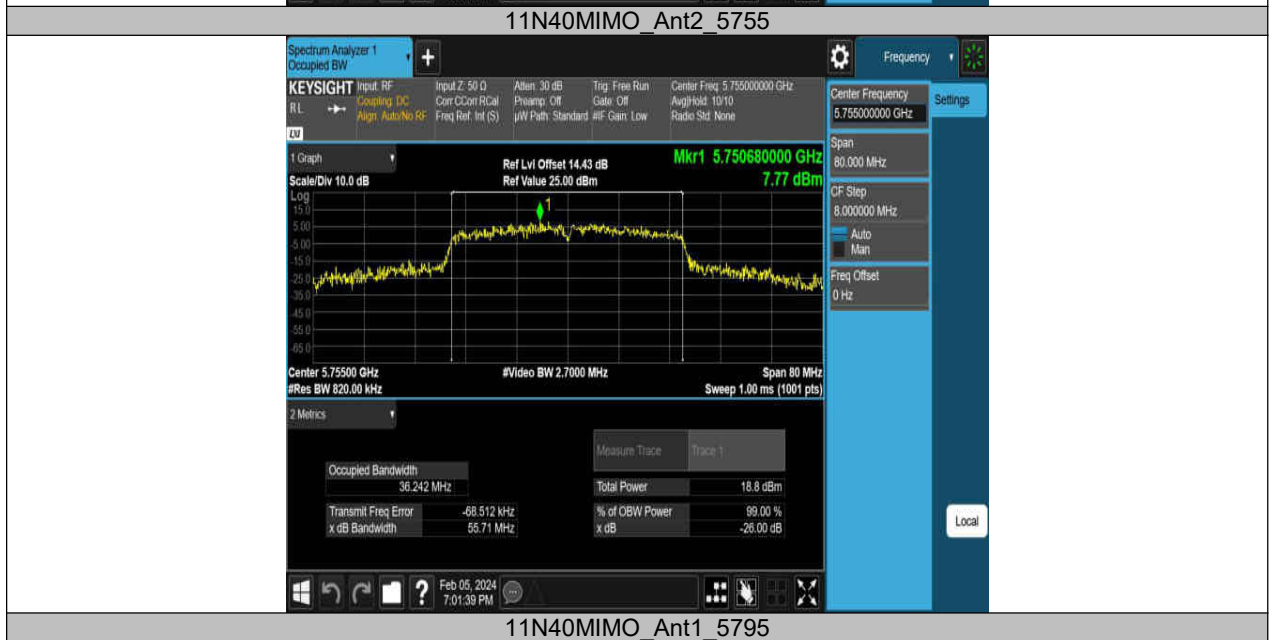 11N40MIMO_Ant2_5755
Spectrum Analyzer 1
Occupied BW
+
Frequency
KEYSIGHT
RL
Input: RF
Coupling: DC
Align: Auto/No RF
Input Z: 50 Ω
Corr CCorr RCal
Freq Ref: Int (S)
Atten: 30 dB
Preamp: Off
µW Path: Standard
Trig: Free Run
Gate: Off
#IF Gain: Low
Center Freq: 5.755000000 GHz
Avg|Hold: 10/10
Radio Std: None
Center Frequency
5.755000000 GHz
Settings
Span
80.000 MHz
CF Step
8.000000 MHz
Auto
Man
Freq Offset
0 Hz
1 Graph
Scale/Div 10.0 dB
Ref Lvl Offset 14.43 dB
Ref Value 25.00 dBm
Mkr1 5.750680000 GHz
7.77 dBm
Log
15.0
5.00
-5.00
-15.0
-25.0
-35.0
-45.0
-55.0
-65.0
1
Center 5.75500 GHz
#Res BW 820.00 kHz
#Video BW 2.7000 MHz
Span 80 MHz
Sweep 1.00 ms (1001 pts)
2 Metrics
Measure Trace Trace 1
Occupied Bandwidth
36.242 MHz
Total Power 18.8 dBm
Transmit Freq Error -68.512 kHz
% of OBW Power 99.00 %
x dB Bandwidth 55.71 MHz
x dB -26.00 dB
Local
?
Feb 05, 2024
7:01:39 PM
11N40MIMO_Ant1_5795